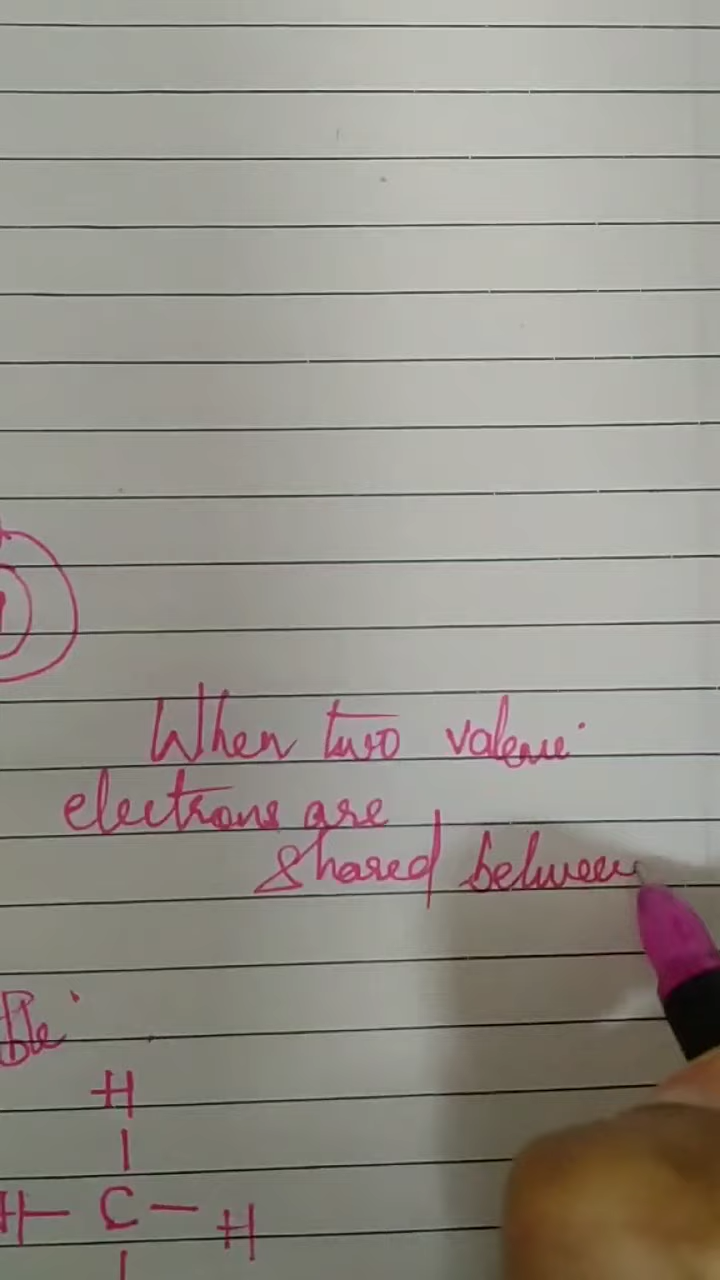 When two valence
electrons are
shared between
H
|
H — C — H
|